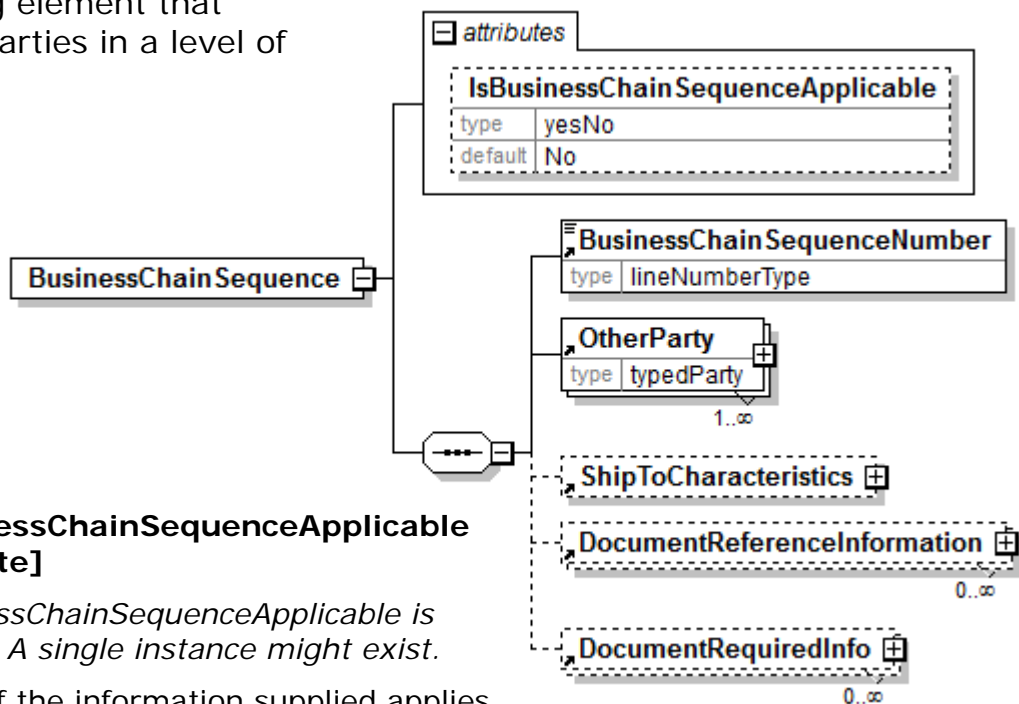 g element that
arties in a level of
attributes
IsBusinessChainSequenceApplicable
type yesNo
default No
BusinessChainSequence
BusinessChainSequenceNumber
type lineNumberType
OtherParty
type typedParty
1..∞
ShipToCharacteristics
DocumentReferenceInformation
0..∞
DocumentRequiredInfo
0..∞
essChainSequenceApplicable
te]
essChainSequenceApplicable is
A single instance might exist.
f the information supplied applies